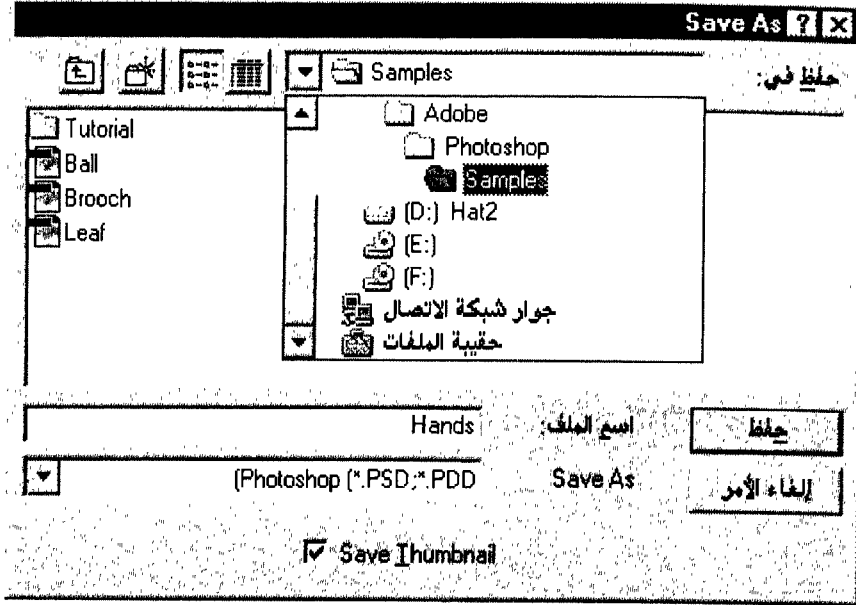 Save As
حفظ في:
Samples
Adobe
Photoshop
Samples
(D:) Hat2
(E:)
(F:)
جوار شبكة الاتصال
حقيبة الملفات
Tutorial
Ball
Brooch
Leaf
اسم الملف: Hands
حفظ
Save As (Photoshop (*.PSD;*.PDD
إلغاء الأمر
Save Thumbnail